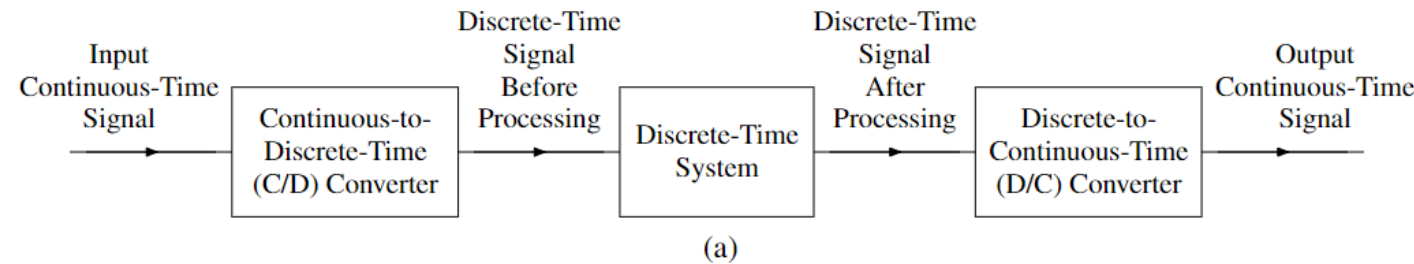 Input
Continuous-Time
Signal
Continuous-to-
Discrete-Time
(C/D) Converter
Discrete-Time
Signal
Before
Processing
Discrete-Time
System
Discrete-Time
Signal
After
Processing
Discrete-to-
Continuous-Time
(D/C) Converter
Output
Continuous-Time
Signal
(a)